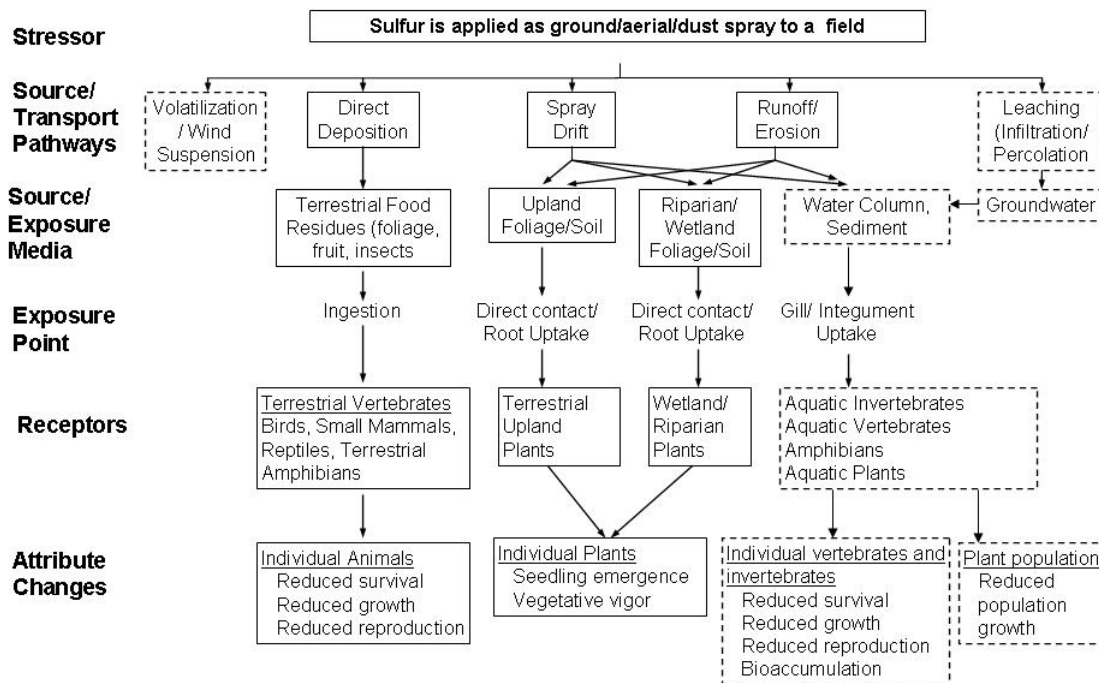 Stressor
Sulfur is applied as ground/aerial/dust spray to a field
Source/
Transport
Pathways
Volatilization
/ Wind
Suspension
Direct
Deposition
Spray
Drift
Runoff/
Erosion
Leaching
(Infiltration/
Percolation
Source/
Exposure
Media
Terrestrial Food
Residues (foliage,
fruit, insects
Upland
Foliage/Soil
Riparian/
Wetland
Foliage/Soil
Water Column,
Sediment
Groundwater
Exposure
Point
Ingestion
Direct contact/
Root Uptake
Direct contact/
Root Uptake
Gill/ Integument
Uptake
Receptors
Terrestrial Vertebrates
Birds, Small Mammals,
Reptiles, Terrestrial
Amphibians
Terrestrial
Upland
Plants
Wetland/
Riparian
Plants
Aquatic Invertebrates
Aquatic Vertebrates
Amphibians
Aquatic Plants
Attribute
Changes
Individual Animals
Reduced survival
Reduced growth
Reduced reproduction
Individual Plants
Seedling emergence
Vegetative vigor
Individual vertebrates and
invertebrates
Reduced survival
Reduced growth
Reduced reproduction
Bioaccumulation
Plant population
Reduced
population
growth